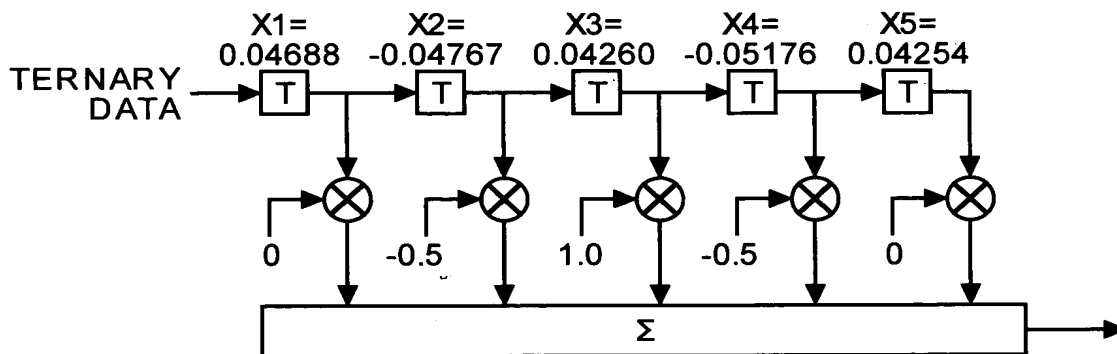 X1= X2= X3= X4= X5=
0.04688 -0.04767 0.04260 -0.05176 0.04254
TERNARY
DATA
T T T T T
0 -0.5 1.0 -0.5 0
Σ